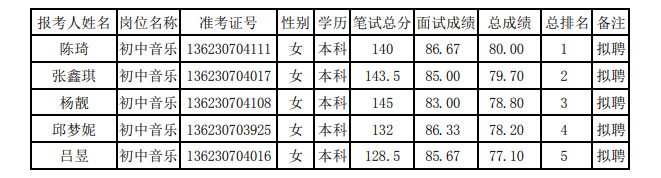 报考人姓名 岗位名称 准考证号 性别 学历 笔试总分 面试成绩 总成绩 总排名 备注
陈琦 初中音乐 136230704111 女 本科 140 86.67 80.00 1 拟聘
张鑫琪 初中音乐 136230704017 女 本科 143.5 85.00 79.70 2 拟聘
杨靓 初中音乐 136230704108 女 本科 145 83.00 78.80 3 拟聘
邱梦妮 初中音乐 136230703925 女 本科 132 86.33 78.20 4 拟聘
吕昱 初中音乐 136230704016 女 本科 128.5 85.67 77.10 5 拟聘